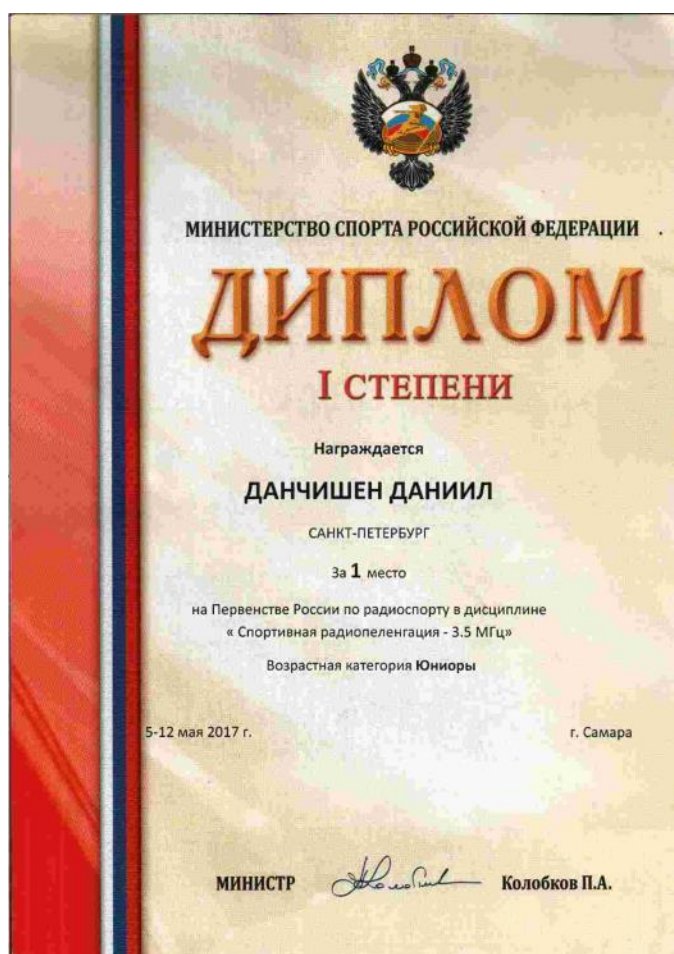 МИНИСТЕРСТВО СПОРТА РОССИЙСКОЙ ФЕДЕРАЦИИ
ДИПЛОМ
I СТЕПЕНИ
Награждается
ДАНЧИШЕН ДАНИИЛ
САНКТ-ПЕТЕРБУРГ
За 1 место
на Первенстве России по радиоспорту в дисциплине
« Спортивная радиопеленгация - 3.5 МГц»
Возрастная категория Юниоры
5-12 мая 2017 г. г. Самара
МИНИСТР Колобков П.А.